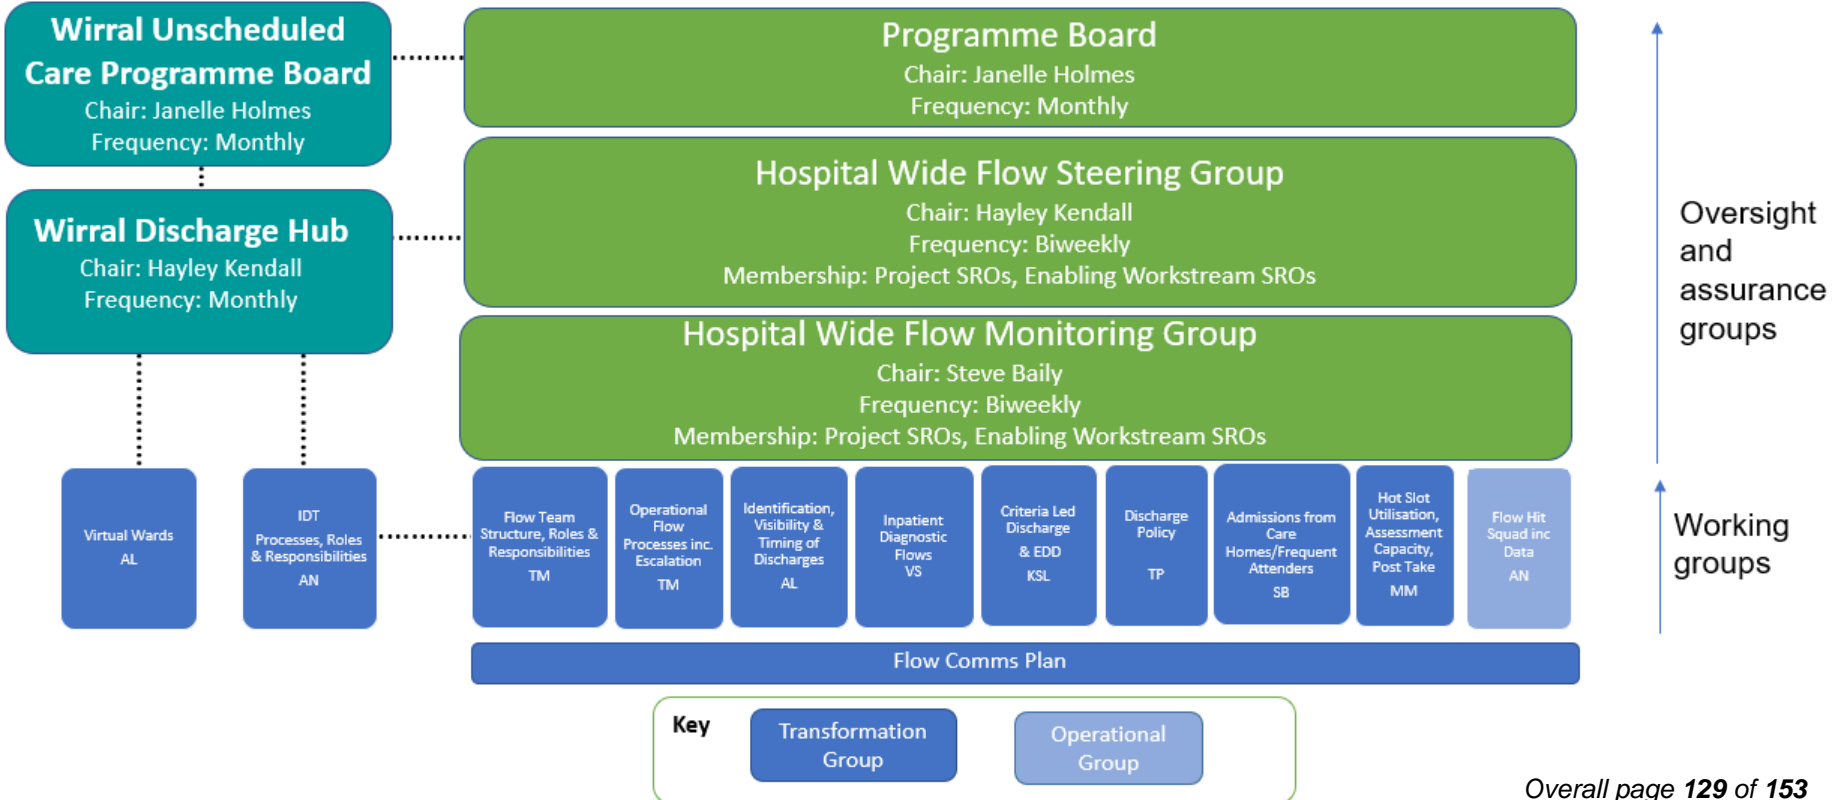 Wirral Unscheduled
Care Programme Board
Chair: Janelle Holmes
Frequency: Monthly
Programme Board
Chair: Janelle Holmes
Frequency: Monthly
Wirral Discharge Hub
Chair: Hayley Kendall
Frequency: Monthly
Hospital Wide Flow Steering Group
Chair: Hayley Kendall
Frequency: Biweekly
Membership: Project SROs, Enabling Workstream SROs
Hospital Wide Flow Monitoring Group
Chair: Steve Baily
Frequency: Biweekly
Membership: Project SROs, Enabling Workstream SROs
Oversight
and
assurance
groups
Virtual Wards
AL
IDT
Processes, Roles
& Responsibilities
AN
Flow Team
Structure, Roles &
Responsibilities
TM
Operational
Flow
Processes inc.
Escalation
TM
Identification,
Visibility &
Timing of
Discharges
AL
Inpatient
Diagnostic
Flows
VS
Criteria Led
Discharge
& EDD
KSL
Discharge
Policy
TP
Admissions from
Care
Homes/Frequent
Attenders
SB
Hot Slot
Utilisation,
Assessment
Capacity,
Post Take
MM
Flow Hit
Squad inc
Data
AN
Working
groups
Flow Comms Plan
Key
Transformation
Group
Operational
Group
Overall page 129 of 153